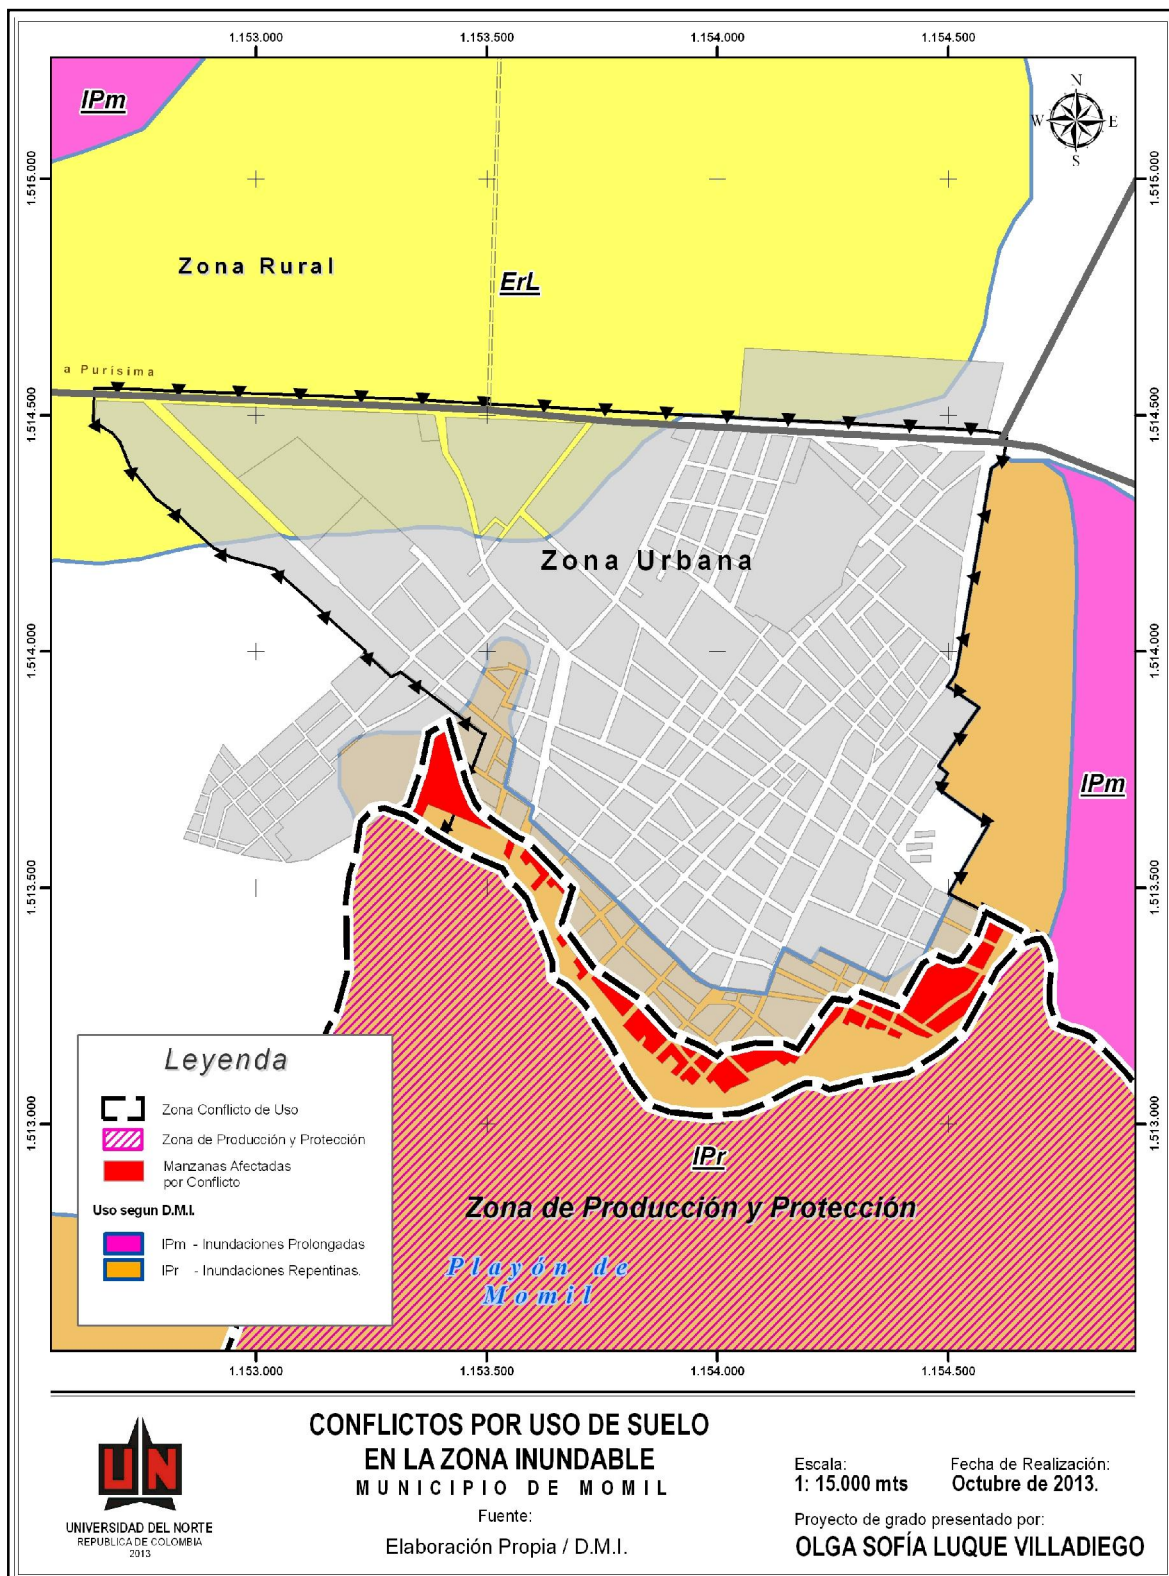 1.153.000 1.153.500 1.154.000 1.154.500
IPm
N
W E
S
1.515.000 1.515.000
Zona Rural
ErL
a Purísima
1.514.500 1.514.500
Zona Urbana
1.514.000 1.514.000
IPm
1.513.500 1.513.500
Leyenda
Zona Conflicto de Uso
Zona de Producción y Protección
Manzanas Afectadas
por Conflicto
Uso segun D.M.I.
IPm - Inundaciones Prolongadas
IPr - Inundaciones Repentinas.
1.513.000 1.513.000
IPr
Zona de Producción y Protección
Playón de
Momil
1.153.000 1.153.500 1.154.000 1.154.500
UN
UNIVERSIDAD DEL NORTE
REPUBLICA DE COLOMBIA
2013
CONFLICTOS POR USO DE SUELO
EN LA ZONA INUNDABLE
MUNICIPIO DE MOMIL
Fuente:
Elaboración Propia / D.M.I.
Escala:
1: 15.000 mts
Fecha de Realización:
Octubre de 2013.
Proyecto de grado presentado por:
OLGA SOFÍA LUQUE VILLADIEGO